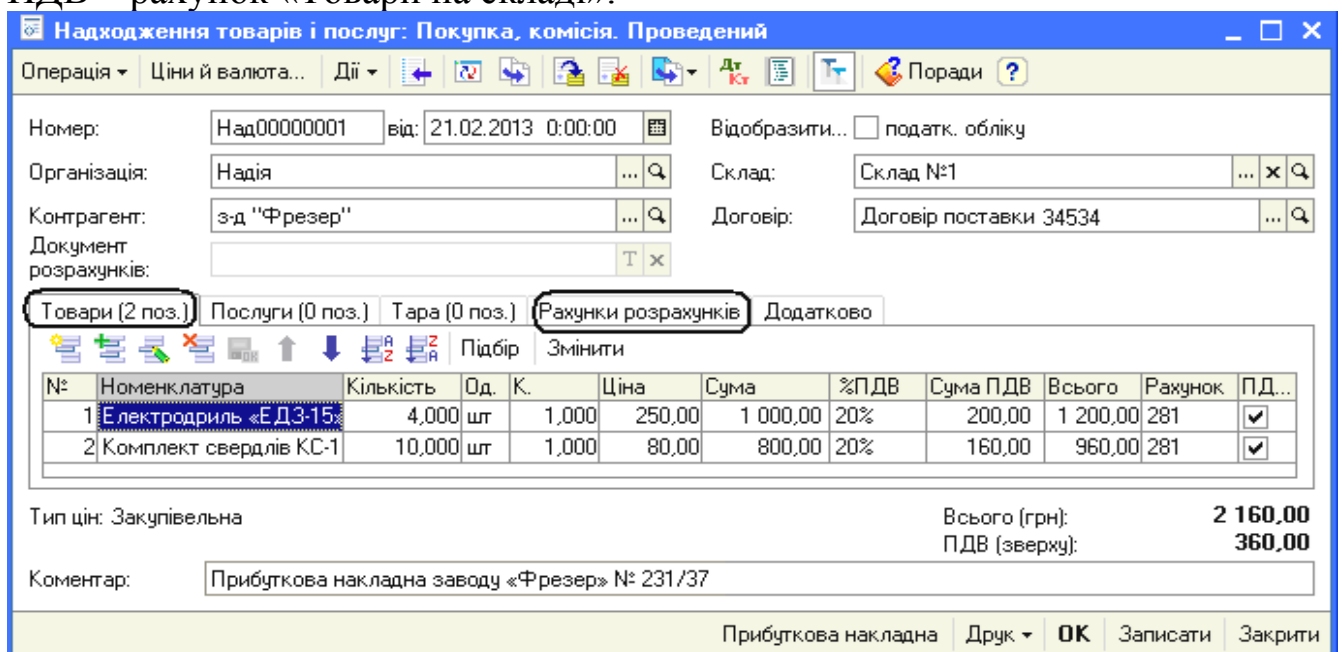 ПДВ – рахунок «Товари на складі».
Надходження товарів і послуг: Покупка, комісія. Проведений
Операція Ціни й валюта... Дії Дт Кт Поради ?
Номер: Над00000001 від: 21.02.2013 0:00:00 Відобразити... податк. обліку
Організація: Надія ... Склад: Склад №1 ... x
Контрагент: з-д "Фрезер" ... Договір: Договір поставки 34534 ...
Документ
розрахунків: T x
Товари (2 поз.) Послуги (0 поз.) Тара (0 поз.) Рахунки розрахунків Додатково
Підбір Змінити
№ Номенклатура Кількість Од. К. Ціна Сума %ПДВ Сума ПДВ Всього Рахунок ПД...
1 Електродриль «ЕДЗ-15» 4,000 шт 1,000 250,00 1 000,00 20% 200,00 1 200,00 281
2 Комплект свердлів КС-1 10,000 шт 1,000 80,00 800,00 20% 160,00 960,00 281
Тип цін: Закупівельна Всього (грн): 2 160,00
ПДВ (зверху): 360,00
Коментар: Прибуткова накладна заводу «Фрезер» № 231/37
Прибуткова накладна Друк OK Записати Закрити